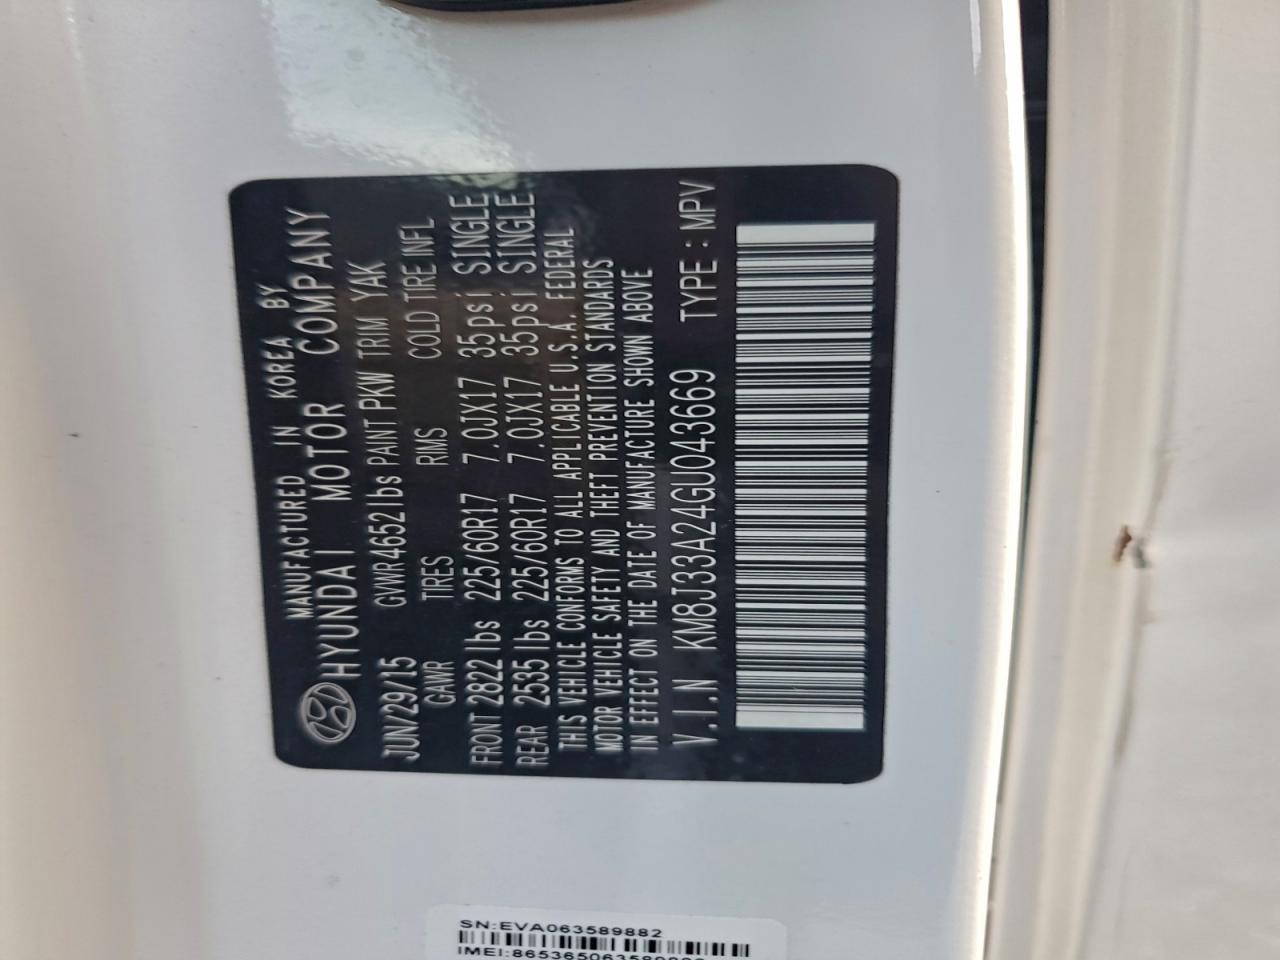 MANUFACTURED IN KOREA BY
HYUNDAI MOTOR COMPANY
JUN/29/15 GVWR4652lbs PAINT PKW TRIM YAK
GAWR TIRES RIMS COLD TIRE INFL
FRONT 2822 lbs 225/60R17 7.0JX17 35psi SINGLE
REAR 2535 lbs 225/60R17 7.0JX17 35psi SINGLE
THIS VEHICLE CONFORMS TO ALL APPLICABLE U.S.A. FEDERAL
MOTOR VEHICLE SAFETY AND THEFT PREVENTION STANDARDS
IN EFFECT ON THE DATE OF MANUFACTURE SHOWN ABOVE
V.I.N KM8J33A24GU043669 TYPE : MPV
SN:EVA063589882